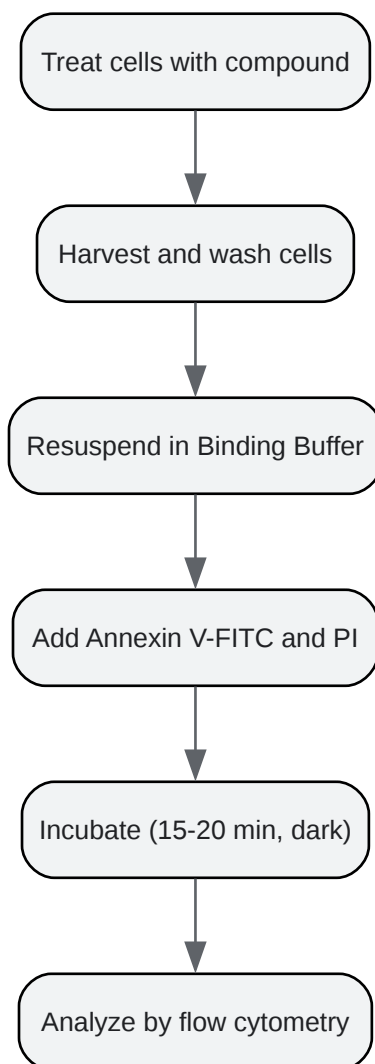 Treat cells with compound
Harvest and wash cells
Resuspend in Binding Buffer
Add Annexin V-FITC and PI
Incubate (15-20 min, dark)
Analyze by flow cytometry